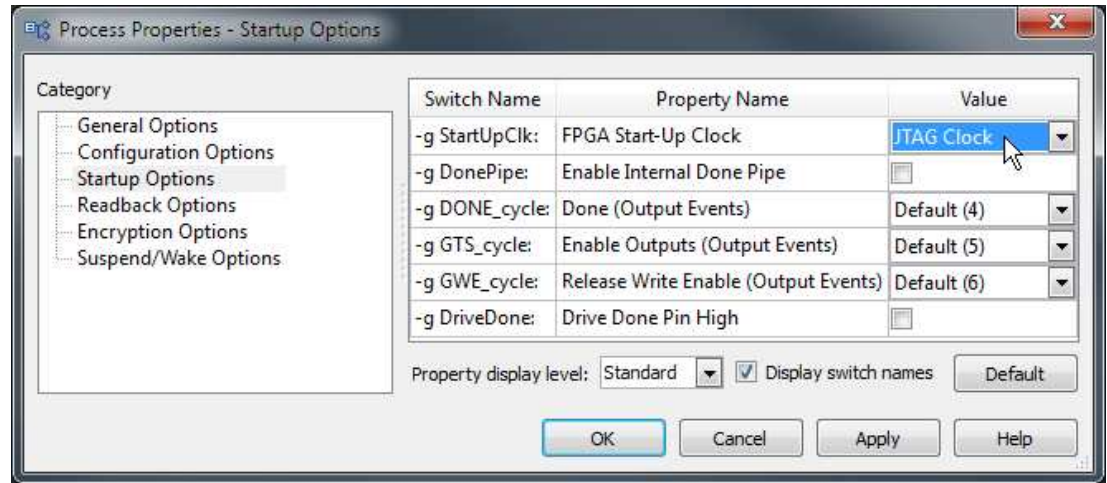 Process Properties - Startup Options
Category
General Options
Configuration Options
Startup Options
Readback Options
Encryption Options
Suspend/Wake Options
Switch Name Property Name Value
-g StartUpClk: FPGA Start-Up Clock JTAG Clock
-g DonePipe: Enable Internal Done Pipe
-g DONE_cycle: Done (Output Events) Default (4)
-g GTS_cycle: Enable Outputs (Output Events) Default (5)
-g GWE_cycle: Release Write Enable (Output Events) Default (6)
-g DriveDone: Drive Done Pin High
Property display level: Standard Display switch names Default
OK Cancel Apply Help